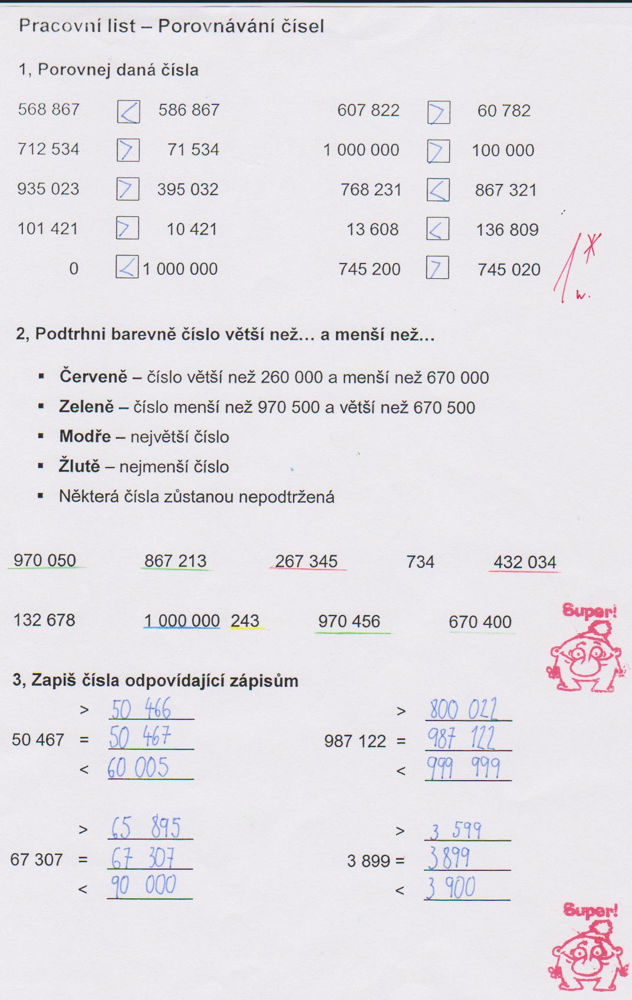 Pracovní list – Porovnávání čísel
1, Porovnej daná čísla
568 867 < 586 867 607 822 > 60 782
712 534 > 71 534 1 000 000 > 100 000
935 023 > 395 032 768 231 < 867 321
101 421 > 10 421 13 608 < 136 809
0 < 1 000 000 745 200 > 745 020
2, Podtrhni barevně číslo větší než... a menší než...
▪ Červeně – číslo větší než 260 000 a menší než 670 000
▪ Zeleně – číslo menší než 970 500 a větší než 670 500
▪ Modře – největší číslo
▪ Žlutě – nejmenší číslo
▪ Některá čísla zůstanou nepodtržená
970 050 867 213 267 345 734 432 034
132 678 1 000 000 243 970 456 670 400
Super!
3, Zapiš čísla odpovídající zápisům
> 50 466 > 800 022
50 467 = 50 467 987 122 = 987 122
< 60 005 < 999 999
> 65 895 > 3 599
67 307 = 67 307 3 899 = 3 899
< 90 000 < 3 900
Super!